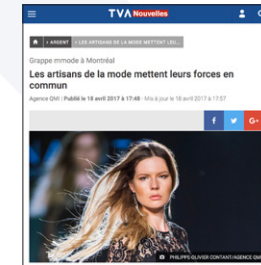 TVA Nouvelles
> ARGENT > LES ARTISANS DE LA MODE METTENT LEU...
Grappe mmode à Montréal
Les artisans de la mode mettent leurs forces en
commun
Agence QMI | Publié le 18 avril 2017 à 17:48 - Mis à jour le 18 avril 2017 à 17:57
f G+
PHILIPPE-OLIVIER CONTANT/AGENCE QMI